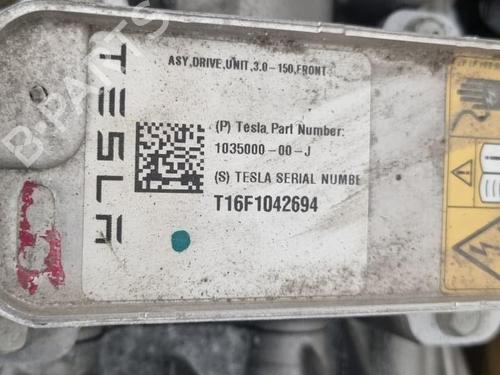 ASY,DRIVE,UNIT,3.0-150,FRONT
TESLA
(P) Tesla Part Number:
1035000-00-J
(S) TESLA SERIAL NUMBE
T16F1042694
B-PARTS